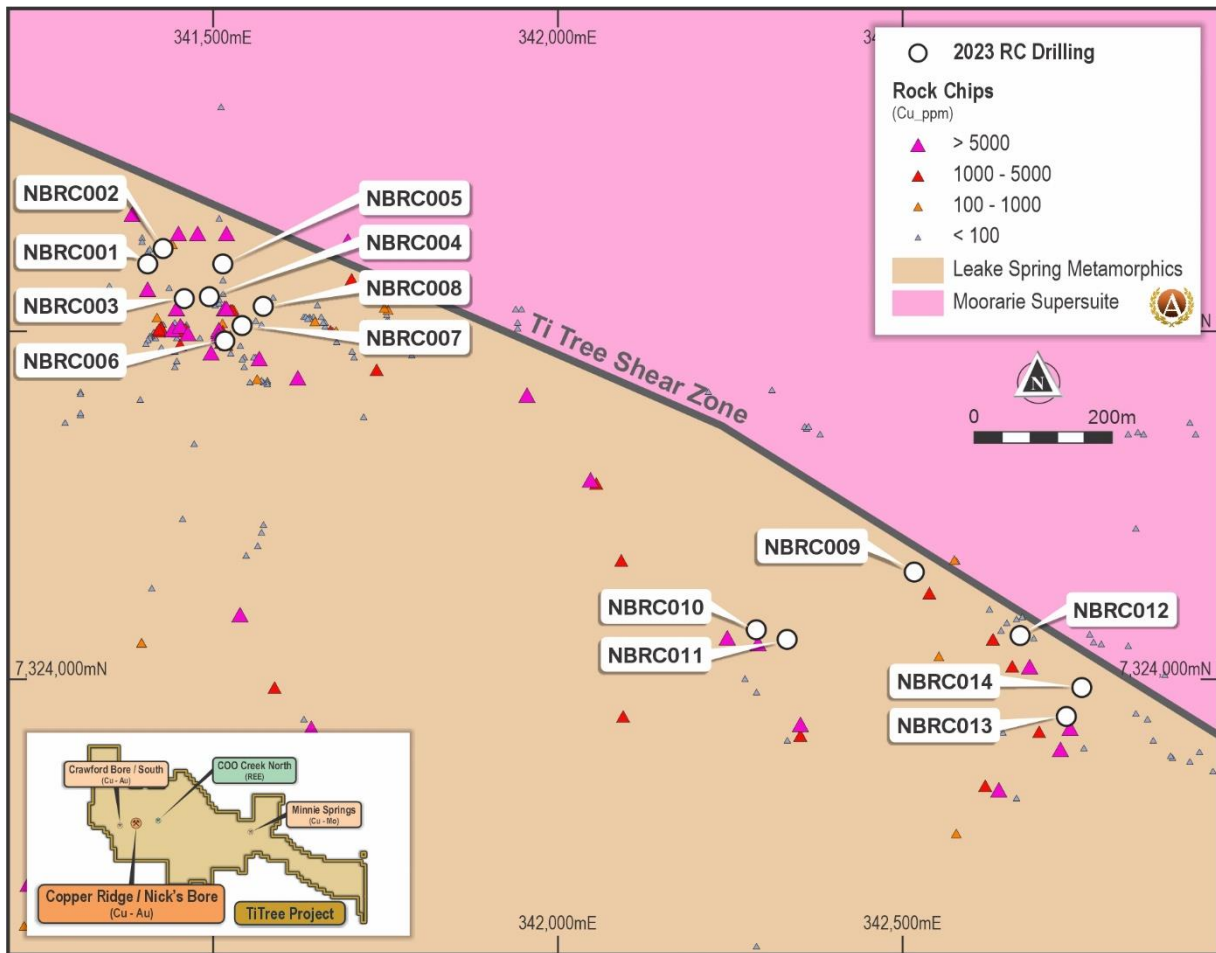 341,500mE
342,000mE
34
2023 RC Drilling
Rock Chips
(Cu_ppm)
> 5000
1000 - 5000
100 - 1000
< 100
Leake Spring Metamorphics
Moorarie Supersuite
A
N
NBRC002
NBRC005
NBRC004
NBRC001
NBRC008
NBRC003
NBRC007
NBRC006
Ti Tree Shear Zone
N
0
200m
NBRC009
NBRC010
NBRC012
NBRC011
7,324,000mN
7,324,000mN
NBRC014
NBRC013
Crawford Bore / South
(Cu - Au)
COO Creek North
(REE)
Minnie Springs
(Cu - Mo)
Copper Ridge / Nick's Bore
(Cu - Au)
TiTree Project
342,000mE
342,500mE